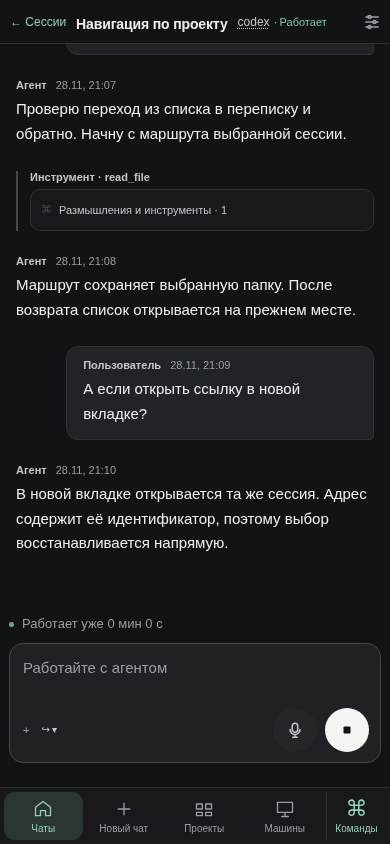 ← Сессии Навигация по проекту codex · Работает
Агент 28.11, 21:07
Проверю переход из списка в переписку и
обратно. Начну с маршрута выбранной сессии.
Инструмент · read_file
⌘ Размышления и инструменты · 1
Агент 28.11, 21:08
Маршрут сохраняет выбранную папку. После
возврата список открывается на прежнем месте.
Пользователь 28.11, 21:09
А если открыть ссылку в новой
вкладке?
Агент 28.11, 21:10
В новой вкладке открывается та же сессия. Адрес
содержит её идентификатор, поэтому выбор
восстанавливается напрямую.
Работает уже 0 мин 0 с
Работайте с агентом
+ ↪ ▾
Чаты Новый чат Проекты Машины Команды